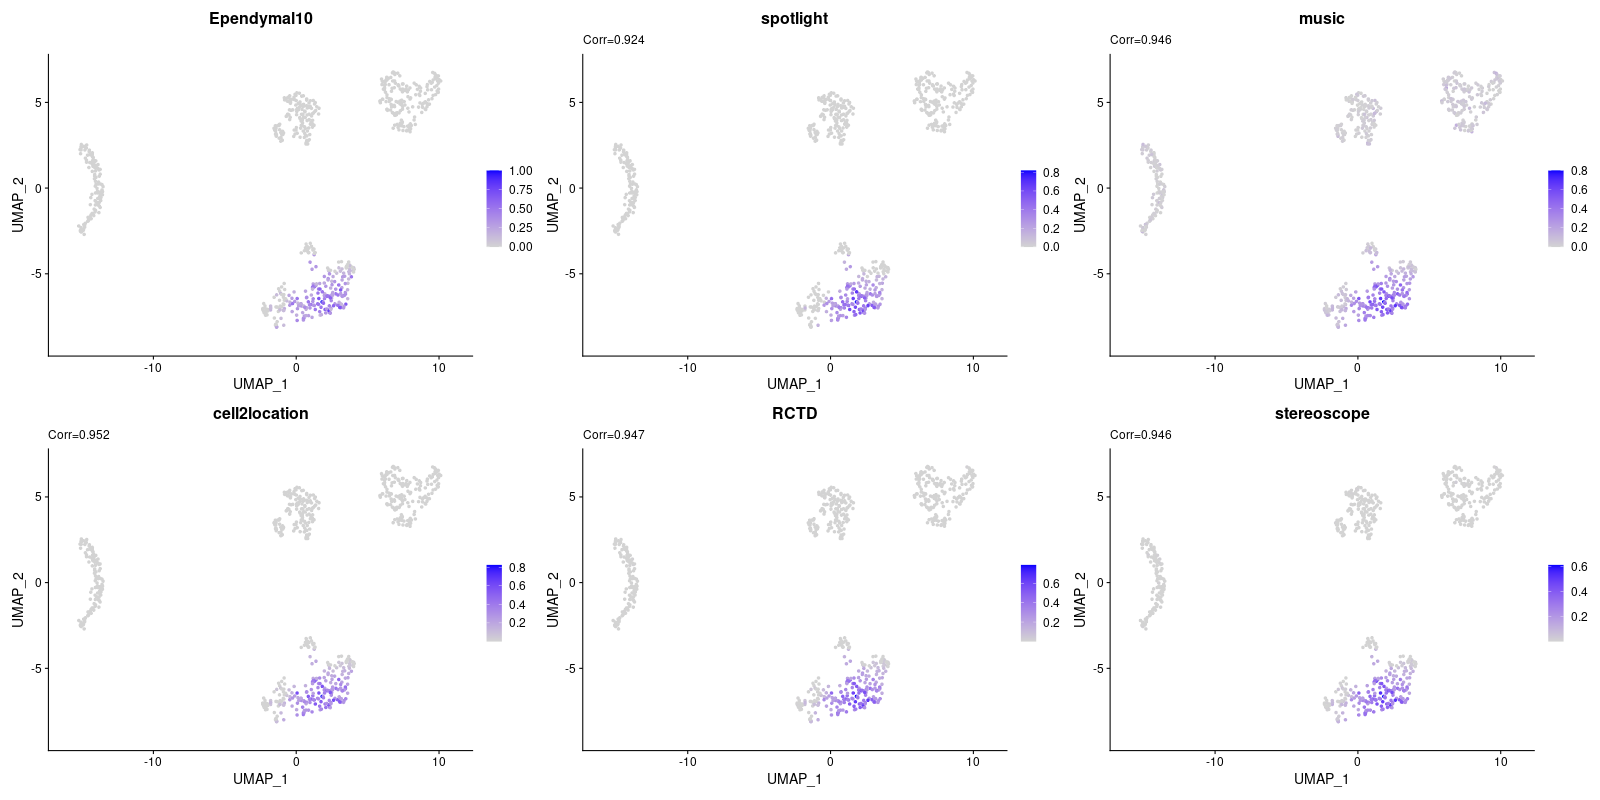 Ependymal10
UMAP_2
5
0
-5
-10
0
10
UMAP_1
1.00
0.75
0.50
0.25
0.00
spotlight
Corr=0.924
UMAP_2
5
0
-5
-10
0
10
UMAP_1
0.8
0.6
0.4
0.2
0.0
music
Corr=0.946
UMAP_2
5
0
-5
-10
0
10
UMAP_1
0.8
0.6
0.4
0.2
0.0
cell2location
Corr=0.952
UMAP_2
5
0
-5
-10
0
10
UMAP_1
0.8
0.6
0.4
0.2
RCTD
Corr=0.947
UMAP_2
5
0
-5
-10
0
10
UMAP_1
0.6
0.4
0.2
stereoscope
Corr=0.946
UMAP_2
5
0
-5
-10
0
10
UMAP_1
0.6
0.4
0.2